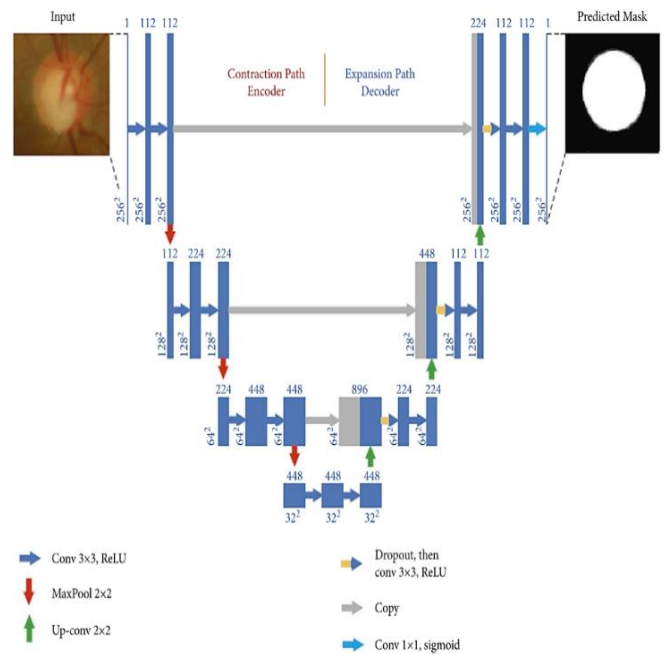 Input
1 112 112
224 112 112 1
Predicted Mask
Contraction Path
Encoder
Expansion Path
Decoder
256² 256² 256²
256² 256² 256² 256²
112 224 224
448 112 112
128² 128² 128²
128² 128² 128²
224 448 448
896 224 224
64² 64² 64²
64² 64² 64²
448 448 448
32² 32² 32²
Conv 3×3, ReLU
MaxPool 2×2
Up-conv 2×2
Dropout, then
conv 3×3, ReLU
Copy
Conv 1×1, sigmoid